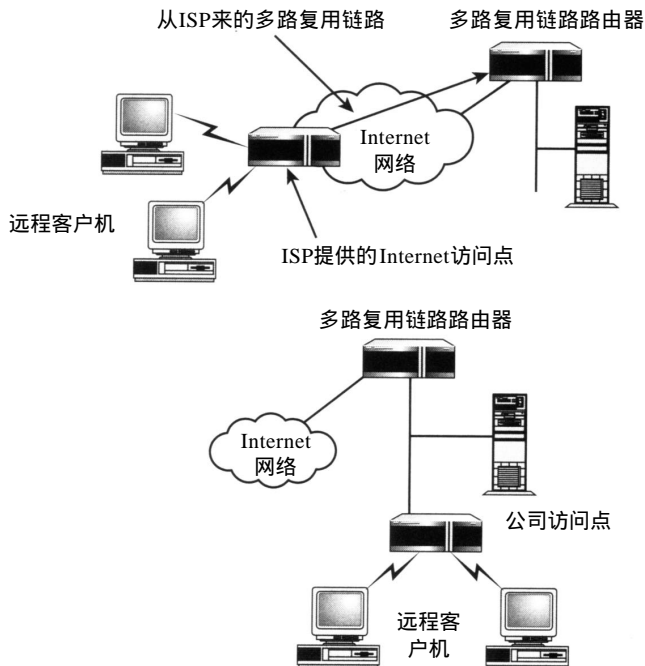 从ISP来的多路复用链路
多路复用链路路由器
Internet
网络
远程客户机
ISP提供的Internet访问点
多路复用链路路由器
Internet
网络
公司访问点
远程客
户机